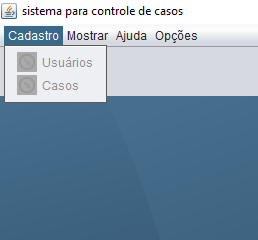 sistema para controle de casos
Cadastro Mostrar Ajuda Opções
Usuários
Casos